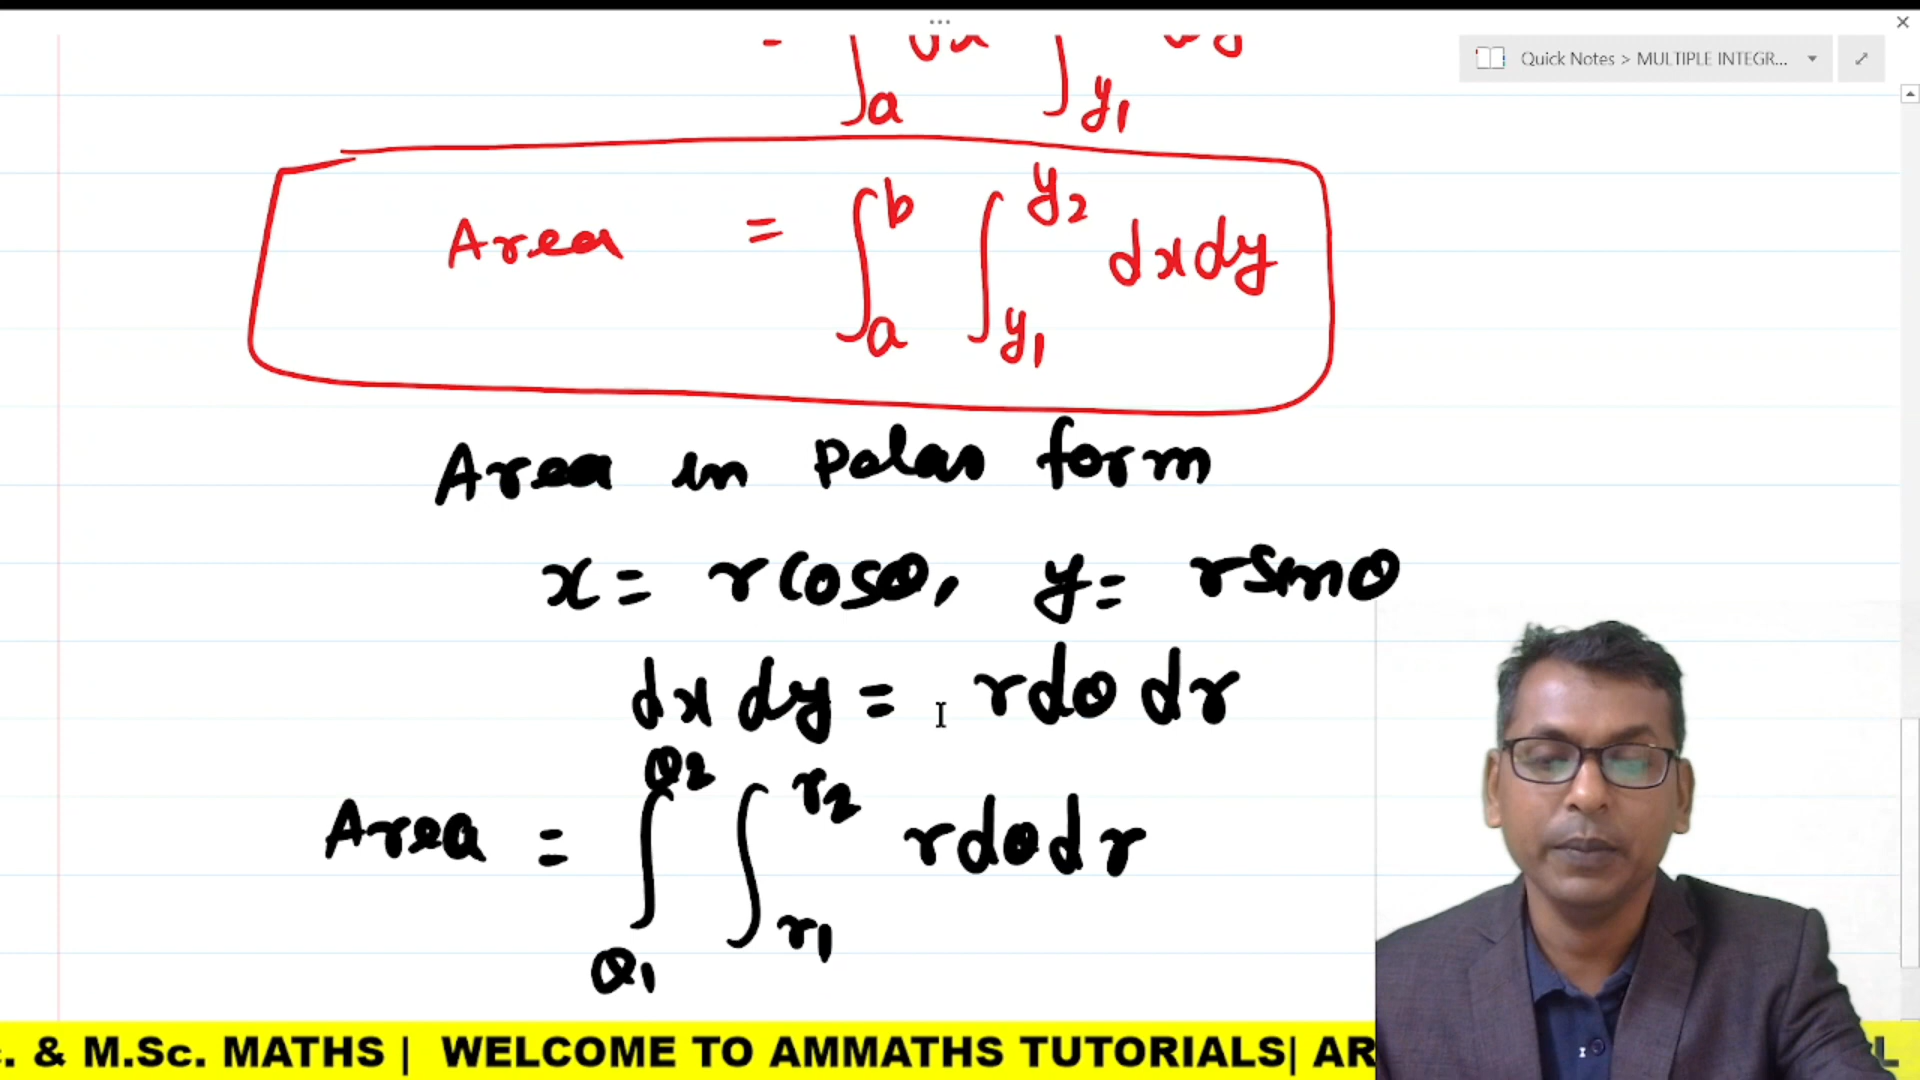 Quick Notes > MULTIPLE INTEGR...
a y1
Area = ∫_a^b ∫_{y1}^{y2} dxdy
Area in Polar form
x = rcosθ, y = rsinθ
dx dy = rdθ dr
Area = ∫_{θ1}^{θ2} ∫_{r1}^{r2} rdθdr
. & M.Sc. MATHS | WELCOME TO AMMATHS TUTORIALS| AR